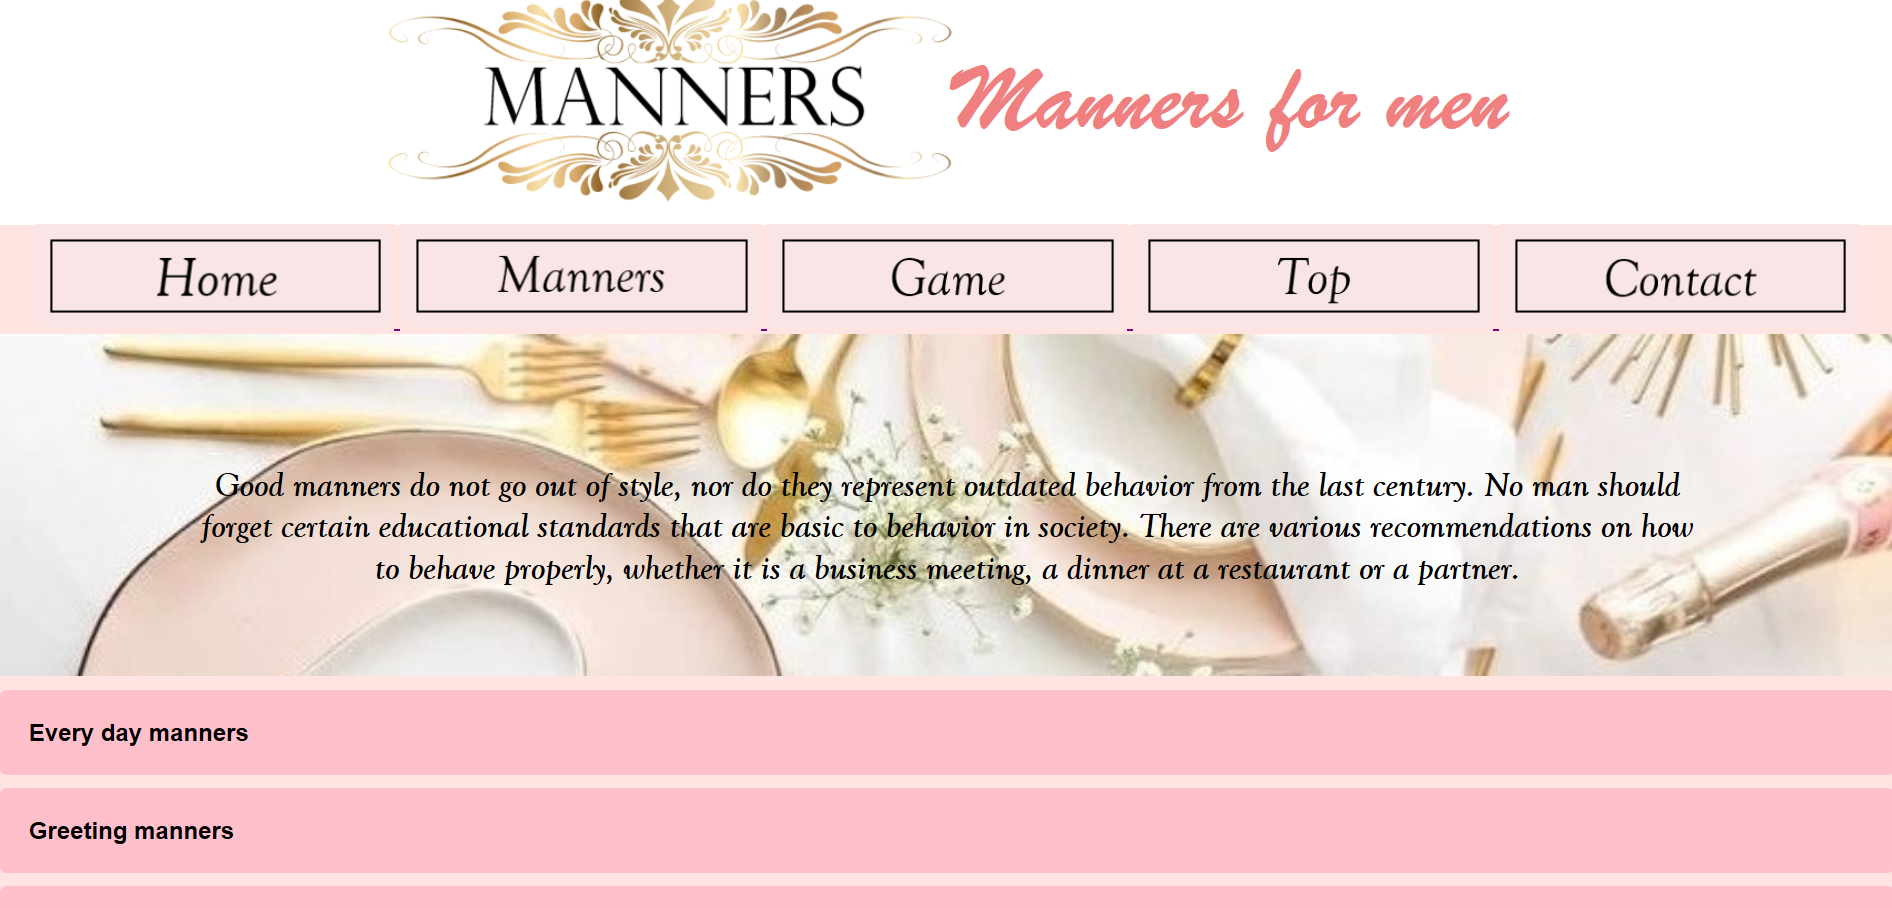 MANNERS
Manners for men
Home
Manners
Game
Top
Contact
Good manners do not go out of style, nor do they represent outdated behavior from the last century. No man should
forget certain educational standards that are basic to behavior in society. There are various recommendations on how
to behave properly, whether it is a business meeting, a dinner at a restaurant or a partner.
Every day manners
Greeting manners